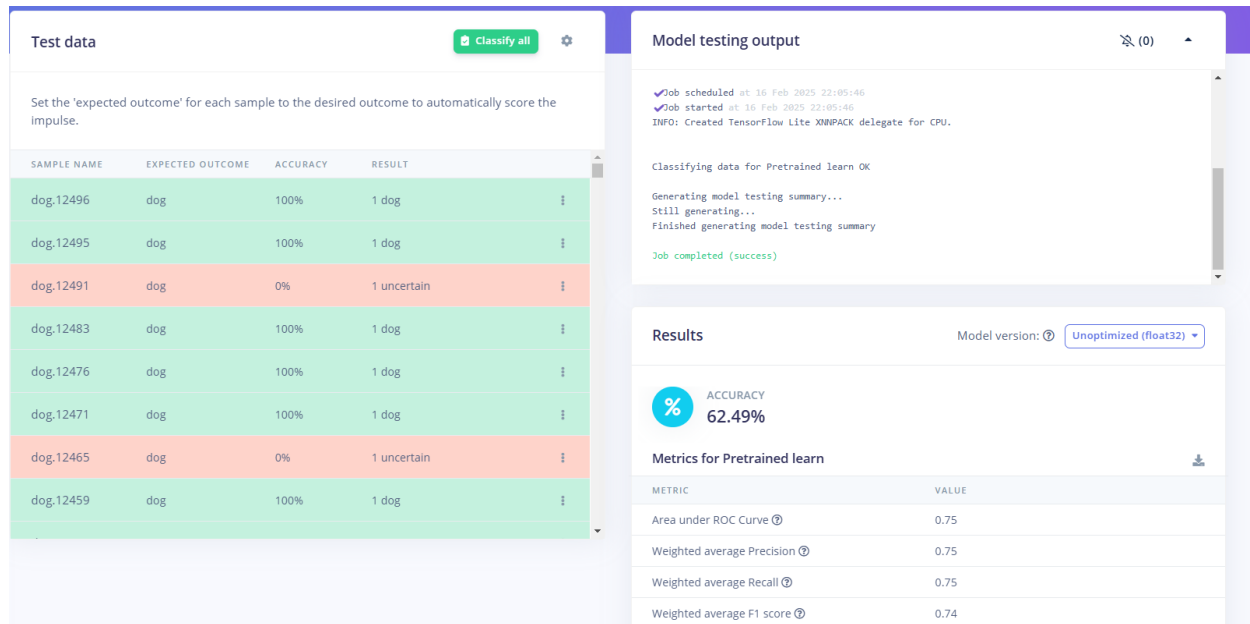 Test data
Classify all
Set the 'expected outcome' for each sample to the desired outcome to automatically score the
impulse.
SAMPLE NAME EXPECTED OUTCOME ACCURACY RESULT
dog.12496 dog 100% 1 dog
dog.12495 dog 100% 1 dog
dog.12491 dog 0% 1 uncertain
dog.12483 dog 100% 1 dog
dog.12476 dog 100% 1 dog
dog.12471 dog 100% 1 dog
dog.12465 dog 0% 1 uncertain
dog.12459 dog 100% 1 dog
Model testing output
(0)
Job scheduled at 16 Feb 2025 22:05:46
Job started at 16 Feb 2025 22:05:46
INFO: Created TensorFlow Lite XNNPACK delegate for CPU.
Classifying data for Pretrained learn OK
Generating model testing summary...
Still generating...
Finished generating model testing summary
Job completed (success)
Results
Model version: Unoptimized (float32)
%
ACCURACY
62.49%
Metrics for Pretrained learn
METRIC VALUE
Area under ROC Curve 0.75
Weighted average Precision 0.75
Weighted average Recall 0.75
Weighted average F1 score 0.74